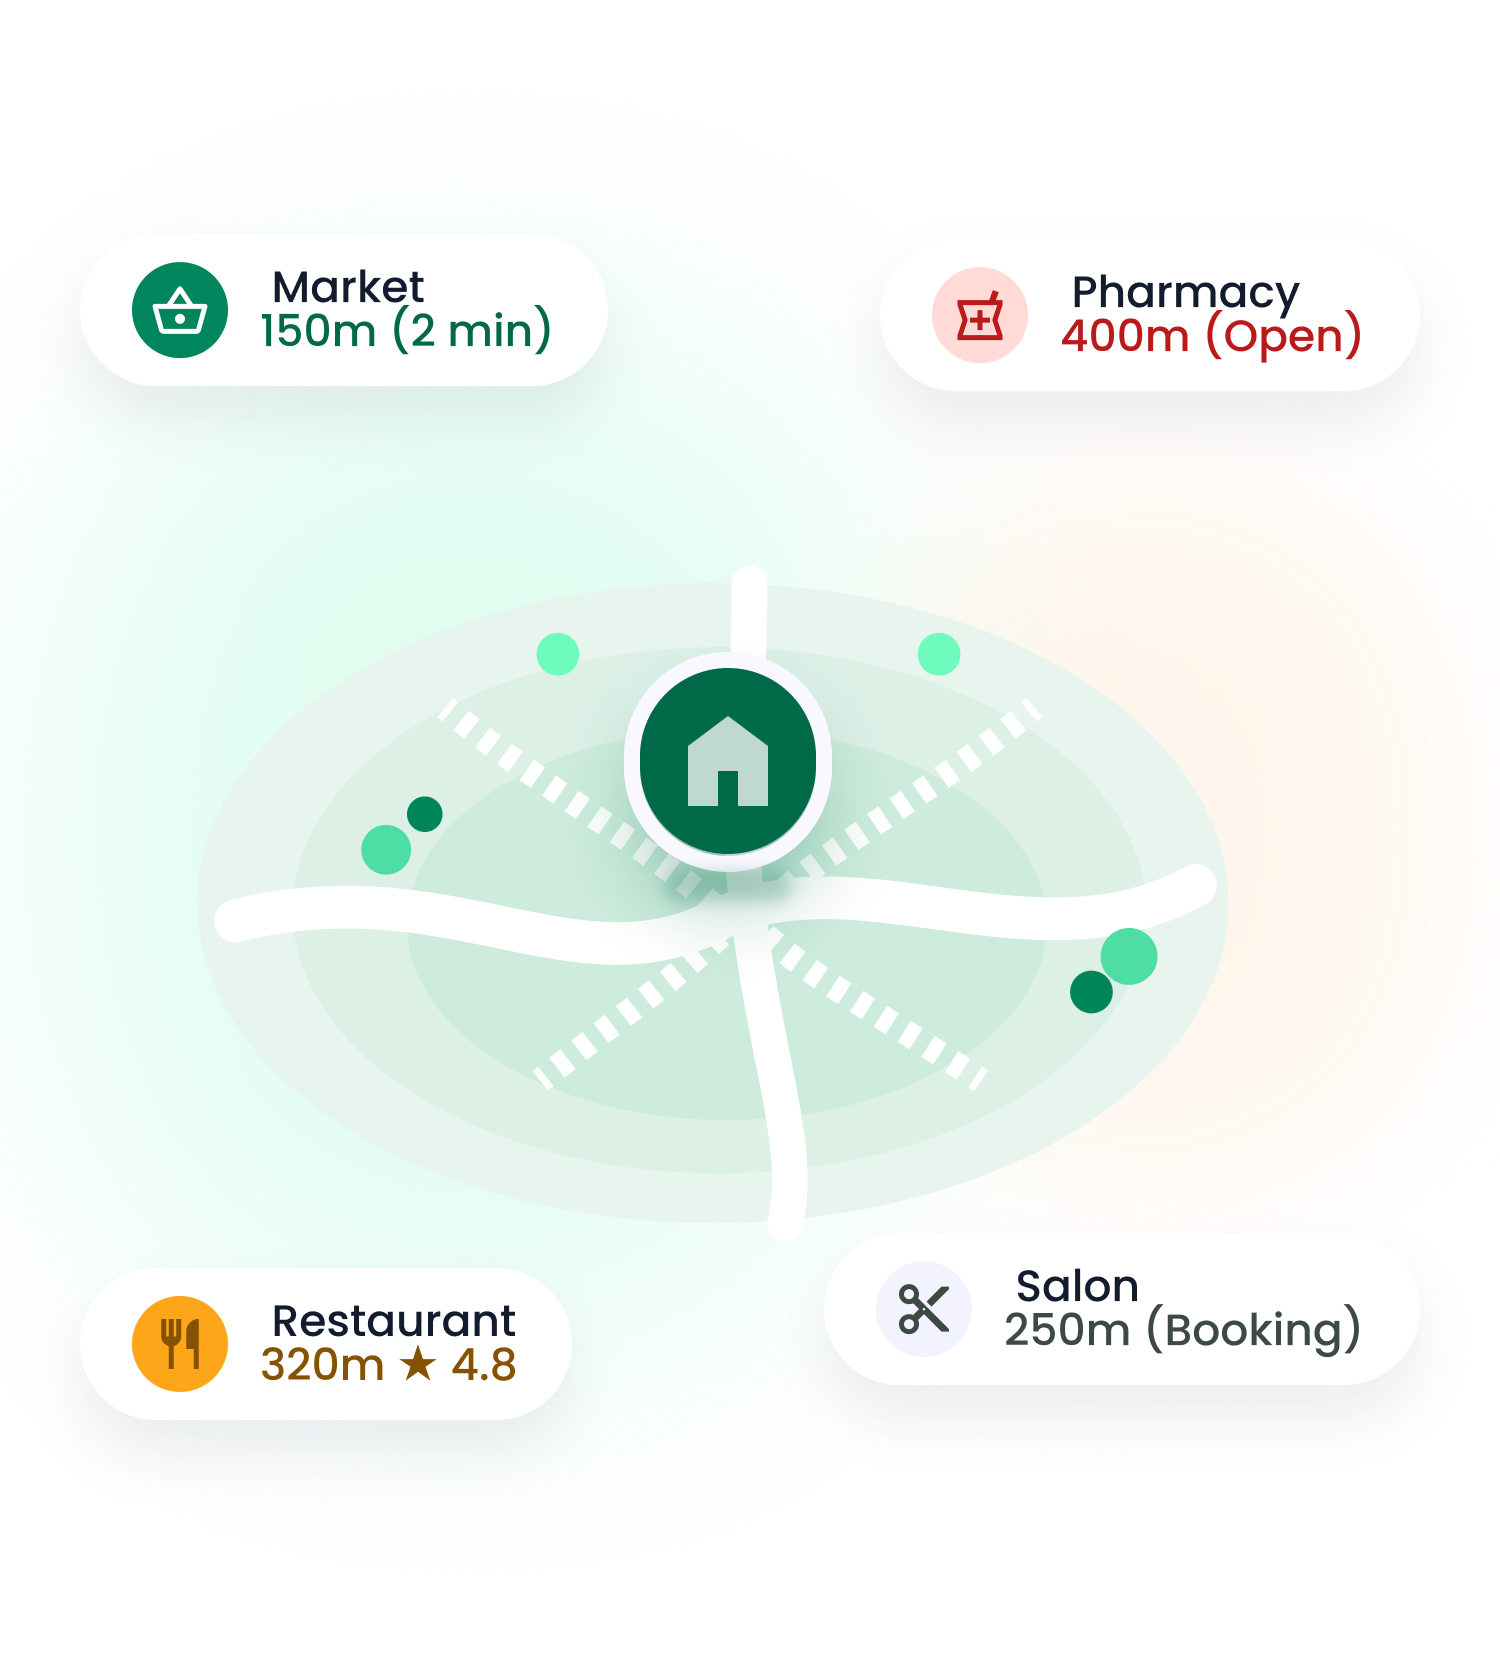 Market
150m (2 min)
Pharmacy
400m (Open)
Restaurant
320m ★ 4.8
Salon
250m (Booking)